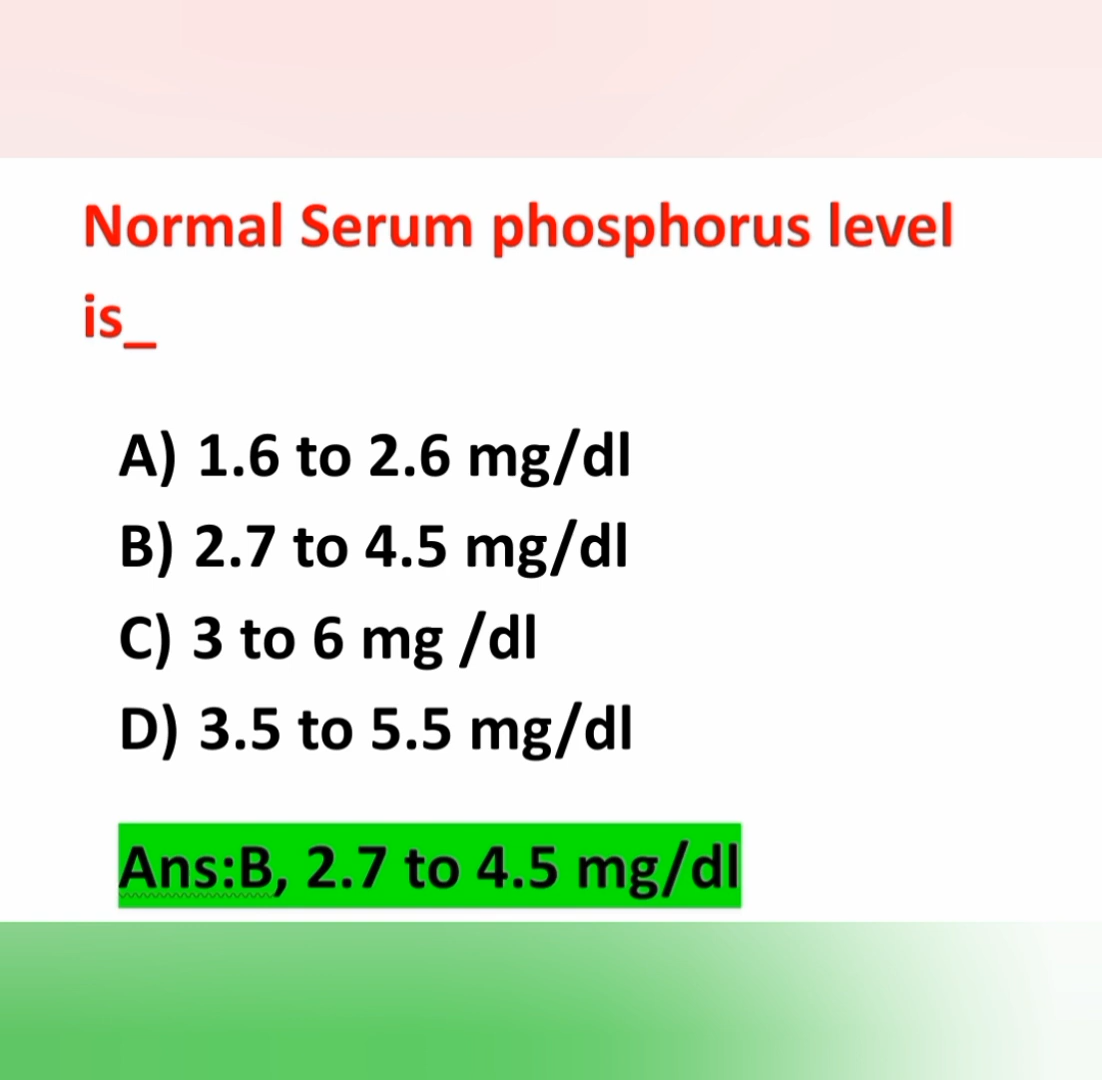 Normal Serum phosphorus level
is_
A) 1.6 to 2.6 mg/dl
B) 2.7 to 4.5 mg/dl
C) 3 to 6 mg /dl
D) 3.5 to 5.5 mg/dl
Ans:B, 2.7 to 4.5 mg/dl